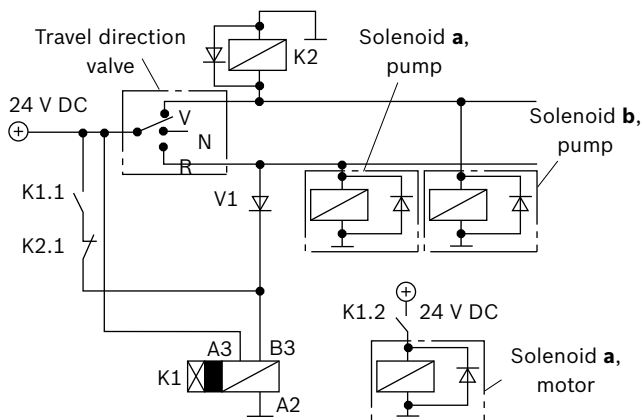 Travel direction
valve
K2
Solenoid a,
pump
24 V DC
V
N
R
Solenoid b,
pump
K1.1
V1
K2.1
K1.2
24 V DC
A3
B3
K1
A2
Solenoid a,
motor